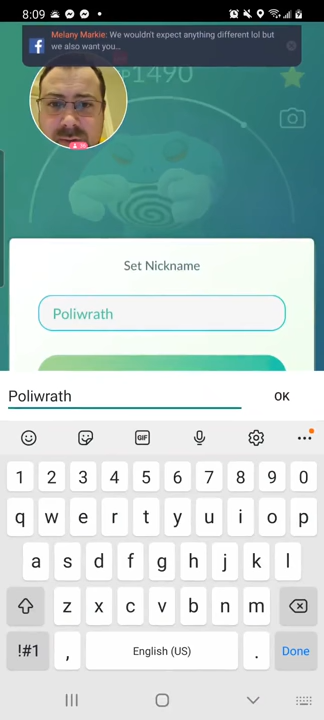 8:09
Melany Markie: We wouldn't expect anything different lol but
we also want you...
1490
Set Nickname
Poliwrath
Poliwrath
OK
GIF
1 2 3 4 5 6 7 8 9 0
q w e r t y u i o p
a s d f g h j k l
z x c v b n m
!#1 , English (US) . Done